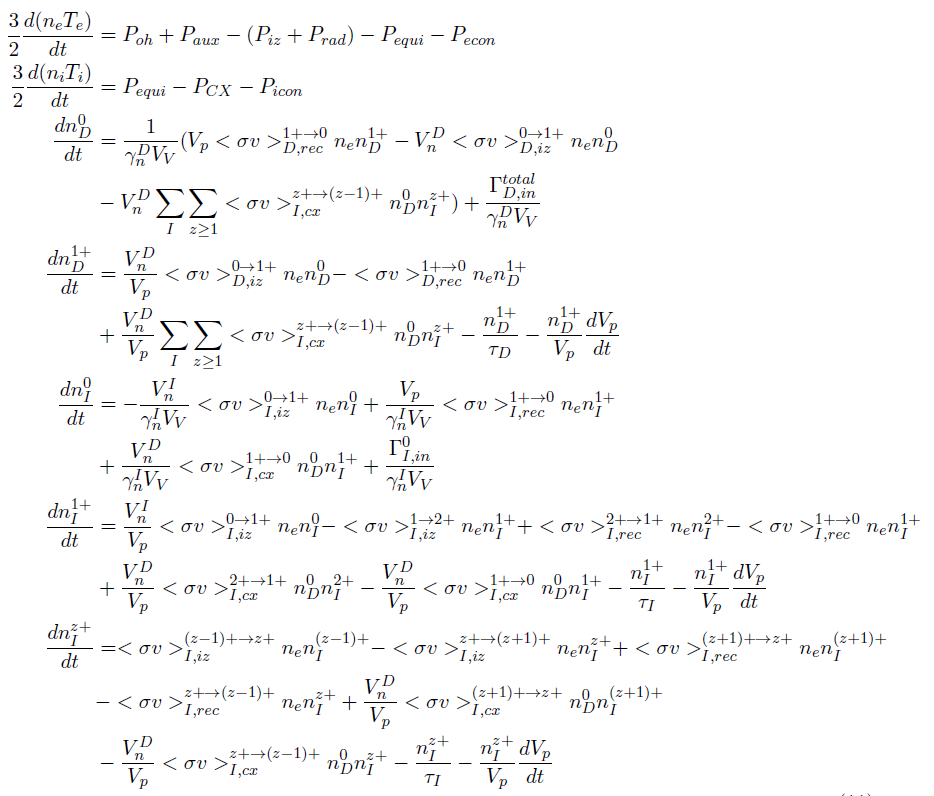 \frac{3}{2}\frac{d(n_eT_e)}{dt} = P_{oh} + P_{aux} - (P_{iz} + P_{rad}) - P_{equi} - P_{econ}
\frac{3}{2}\frac{d(n_iT_i)}{dt} = P_{equi} - P_{CX} - P_{icon}
\frac{dn_D^0}{dt} = \frac{1}{\gamma_n^D V_V}(V_p <\sigma v>_{D,rec}^{1+\to 0} n_e n_D^{1+} - V_n^D <\sigma v>_{D,iz}^{0\to 1+} n_e n_D^0
- V_n^D \sum_I \sum_{z\geq 1} <\sigma v>_{I,cx}^{z+\to(z-1)+} n_D^0 n_I^{z+}) + \frac{\Gamma_{D,in}^{total}}{\gamma_n^D V_V}
\frac{dn_D^{1+}}{dt} = \frac{V_n^D}{V_p} <\sigma v>_{D,iz}^{0\to 1+} n_e n_D^0 - <\sigma v>_{D,rec}^{1+\to 0} n_e n_D^{1+}
+ \frac{V_n^D}{V_p} \sum_I \sum_{z\geq 1} <\sigma v>_{I,cx}^{z+\to(z-1)+} n_D^0 n_I^{z+} - \frac{n_D^{1+}}{\tau_D} - \frac{n_D^{1+}}{V_p}\frac{dV_p}{dt}
\frac{dn_I^0}{dt} = -\frac{V_n^I}{\gamma_n^I V_V} <\sigma v>_{I,iz}^{0\to 1+} n_e n_I^0 + \frac{V_p}{\gamma_n^I V_V} <\sigma v>_{I,rec}^{1+\to 0} n_e n_I^{1+}
+ \frac{V_n^D}{\gamma_n^I V_V} <\sigma v>_{I,cx}^{1+\to 0} n_D^0 n_I^{1+} + \frac{\Gamma_{I,in}^0}{\gamma_n^I V_V}
\frac{dn_I^{1+}}{dt} = \frac{V_n^I}{V_p} <\sigma v>_{I,iz}^{0\to 1+} n_e n_I^0 - <\sigma v>_{I,iz}^{1\to 2+} n_e n_I^{1+} + <\sigma v>_{I,rec}^{2+\to 1+} n_e n_I^{2+} - <\sigma v>_{I,rec}^{1+\to 0} n_e n_I^{1+}
+ \frac{V_n^D}{V_p} <\sigma v>_{I,cx}^{2+\to 1+} n_D^0 n_I^{2+} - \frac{V_n^D}{V_p} <\sigma v>_{I,cx}^{1+\to 0} n_D^0 n_I^{1+} - \frac{n_I^{1+}}{\tau_I} - \frac{n_I^{1+}}{V_p}\frac{dV_p}{dt}
\frac{dn_I^{z+}}{dt} = <\sigma v>_{I,iz}^{(z-1)+\to z+} n_e n_I^{(z-1)+} - <\sigma v>_{I,iz}^{z+\to(z+1)+} n_e n_I^{z+} + <\sigma v>_{I,rec}^{(z+1)+\to z+} n_e n_I^{(z+1)+}
- <\sigma v>_{I,rec}^{z+\to(z-1)+} n_e n_I^{z+} + \frac{V_n^D}{V_p} <\sigma v>_{I,cx}^{(z+1)+\to z+} n_D^0 n_I^{(z+1)+}
- \frac{V_n^D}{V_p} <\sigma v>_{I,cx}^{z+\to(z-1)+} n_D^0 n_I^{z+} - \frac{n_I^{z+}}{\tau_I} - \frac{n_I^{z+}}{V_p}\frac{dV_p}{dt}